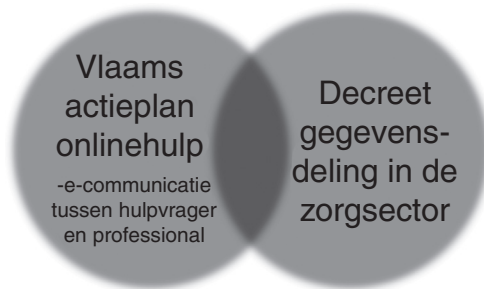 Vlaams
actieplan
onlinehulp
-e-communicatie
tussen hulpvrager
en professional
Decreet
gegevens-
deling in de
zorgsector